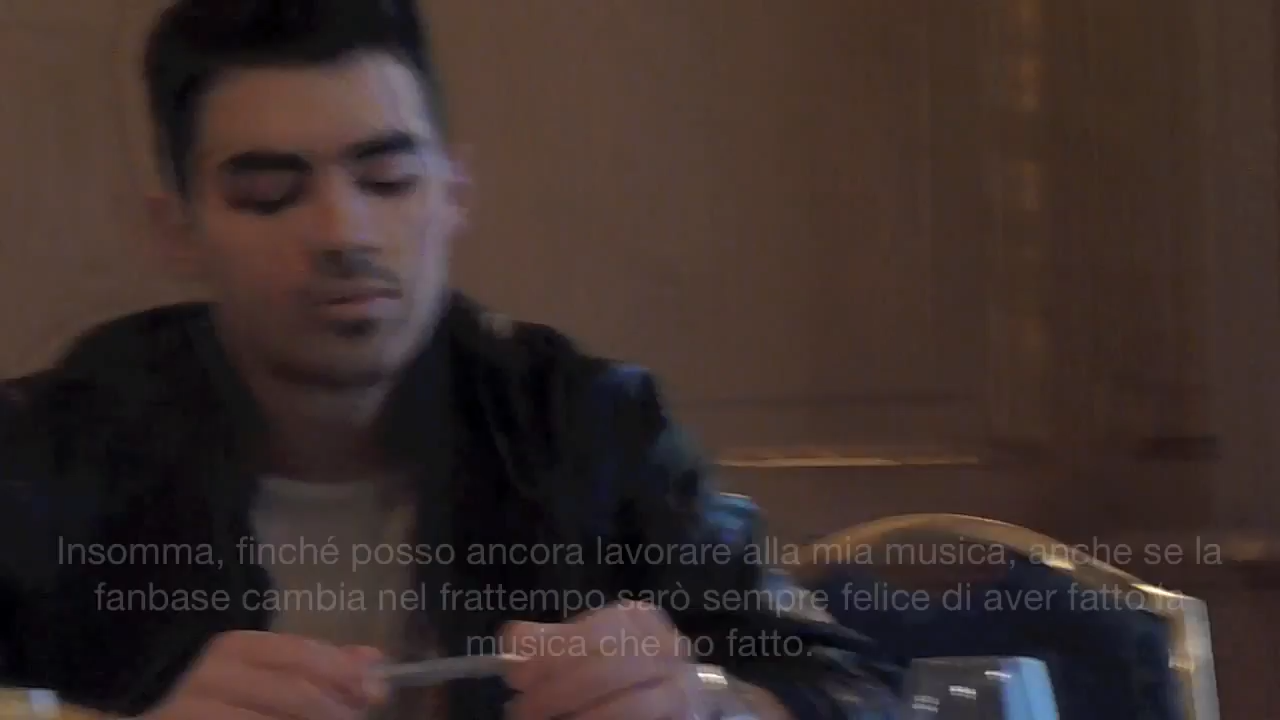 Insomma, finché posso ancora lavorare alla mia musica, anche se la
fanbase cambia nel frattempo sarò sempre felice di aver fatto la
musica che ho fatto.